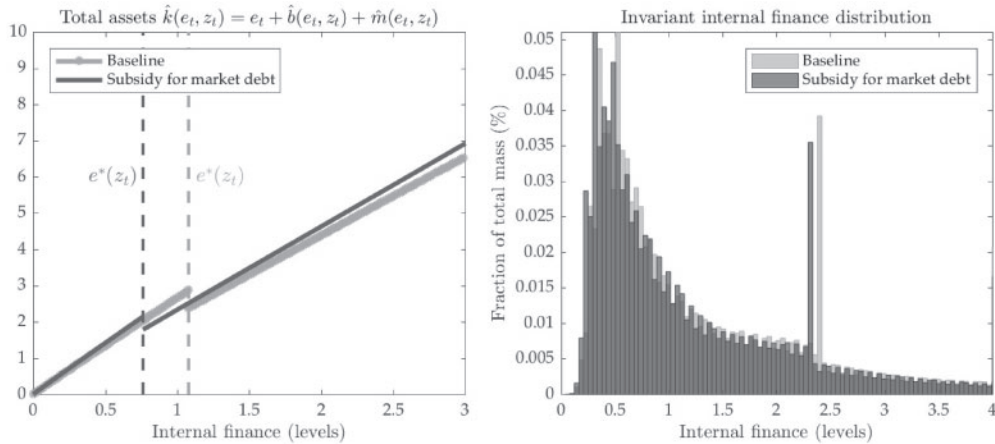 Total assets $\hat{k}(e_t, z_t) = e_t + \hat{b}(e_t, z_t) + \hat{m}(e_t, z_t)$
10
9
8
7
6
5
4
3
2
1
0
Baseline
Subsidy for market debt
$e^*(z_t)$
$e^*(z_t)$
0 0.5 1 1.5 2 2.5 3
Internal finance (levels)
Invariant internal finance distribution
Fraction of total mass (%)
0.05
0.045
0.04
0.035
0.03
0.025
0.02
0.015
0.01
0.005
0
Baseline
Subsidy for market debt
0 0.5 1 1.5 2 2.5 3 3.5 4
Internal finance (levels)